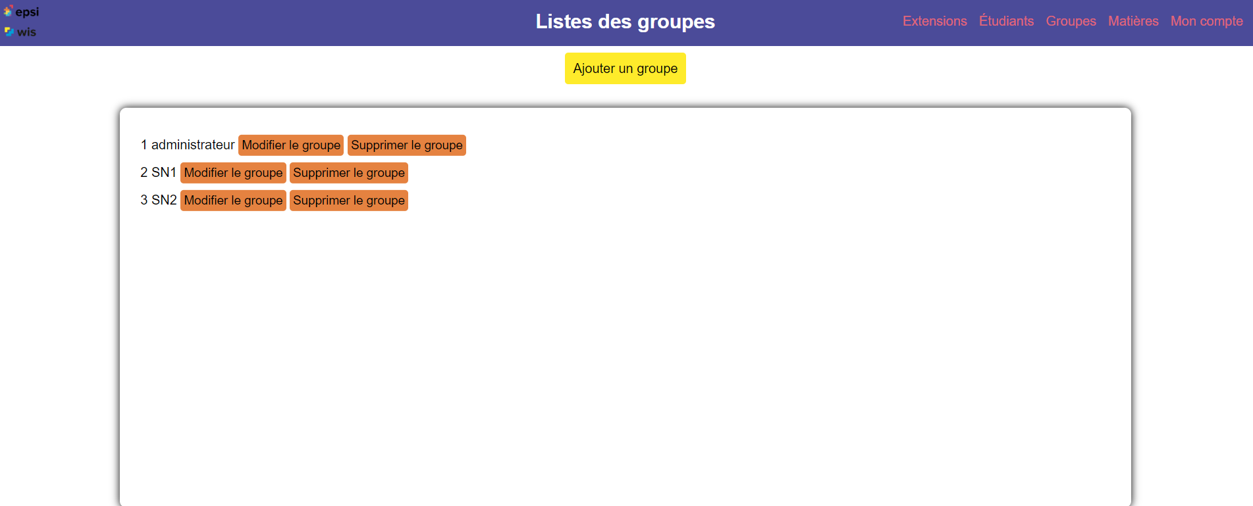 epsi
wis
Listes des groupes
Extensions Étudiants Groupes Matières Mon compte
Ajouter un groupe
1 administrateur Modifier le groupe Supprimer le groupe
2 SN1 Modifier le groupe Supprimer le groupe
3 SN2 Modifier le groupe Supprimer le groupe